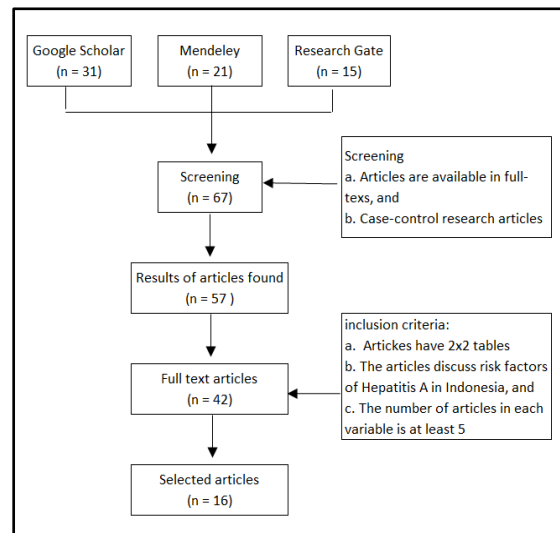 Google Scholar
(n = 31)
Mendeley
(n = 21)
Research Gate
(n = 15)
Screening
(n = 67)
Screening
a. Articles are available in full-
texs, and
b. Case-control research articles
Results of articles found
(n = 57 )
Full text articles
(n = 42)
inclusion criteria:
a. Artickes have 2x2 tables
b. The articles discuss risk factors
of Hepatitis A in Indonesia, and
c. The number of articles in each
variable is at least 5
Selected articles
(n = 16)